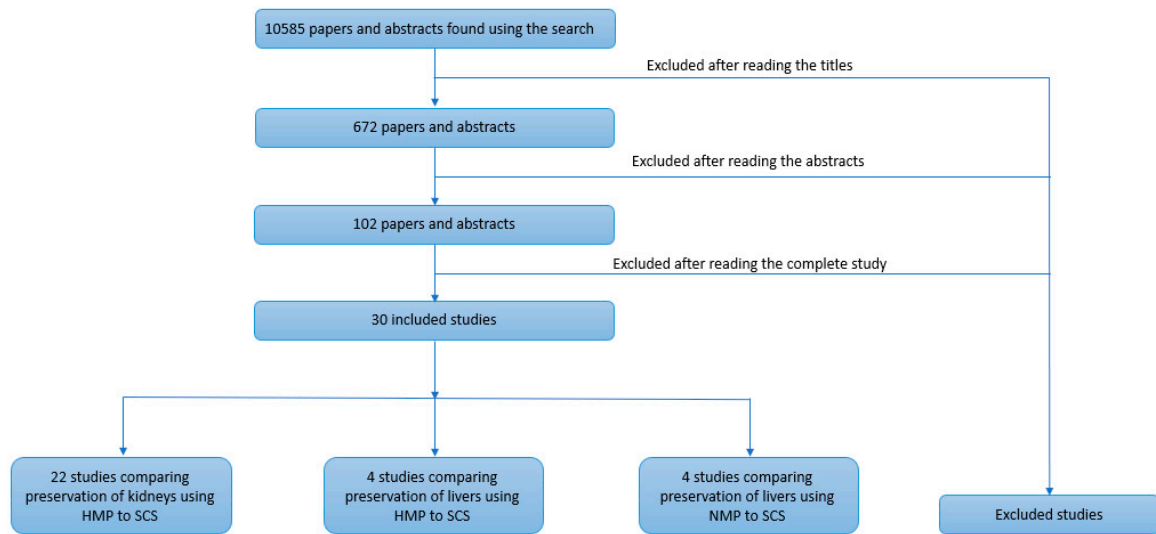 10585 papers and abstracts found using the search
Excluded after reading the titles
672 papers and abstracts
Excluded after reading the abstracts
102 papers and abstracts
Excluded after reading the complete study
30 included studies
22 studies comparing
preservation of kidneys using
HMP to SCS
4 studies comparing
preservation of livers using
HMP to SCS
4 studies comparing
preservation of livers using
NMP to SCS
Excluded studies